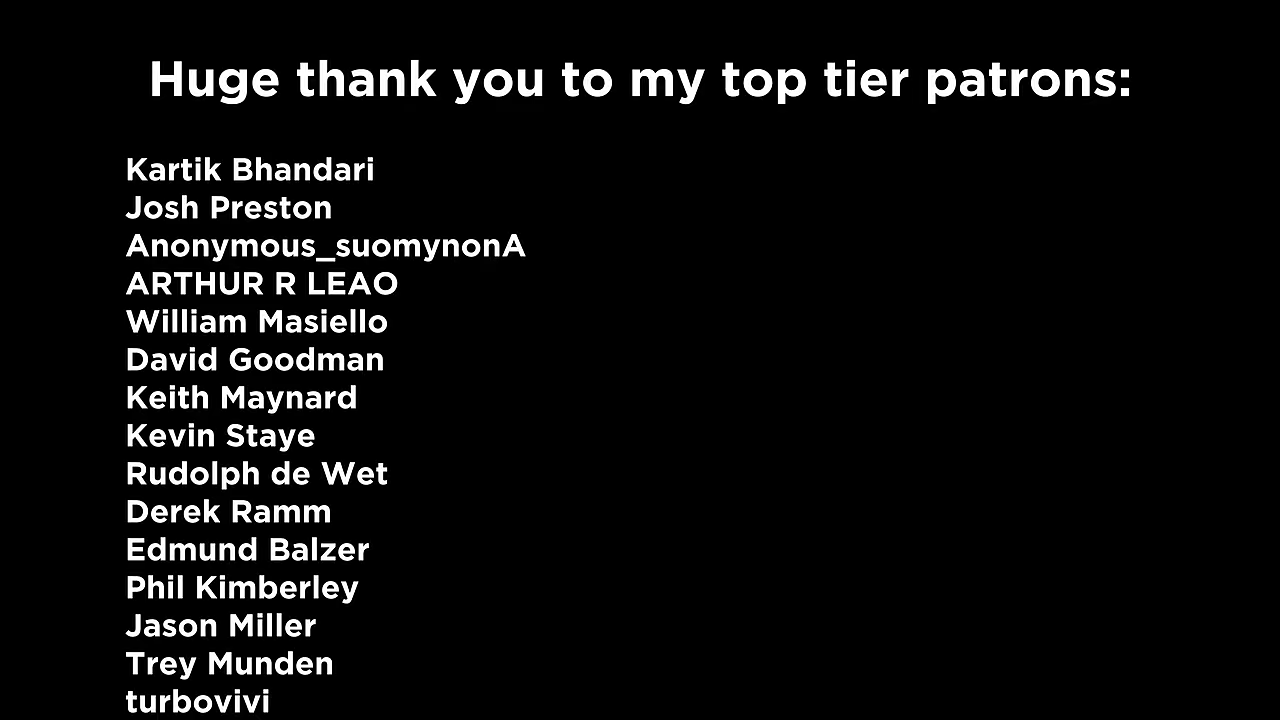 Huge thank you to my top tier patrons:
Kartik Bhandari
Josh Preston
Anonymous_suomynonA
ARTHUR R LEAO
William Masiello
David Goodman
Keith Maynard
Kevin Staye
Rudolph de Wet
Derek Ramm
Edmund Balzer
Phil Kimberley
Jason Miller
Trey Munden
turbovivi